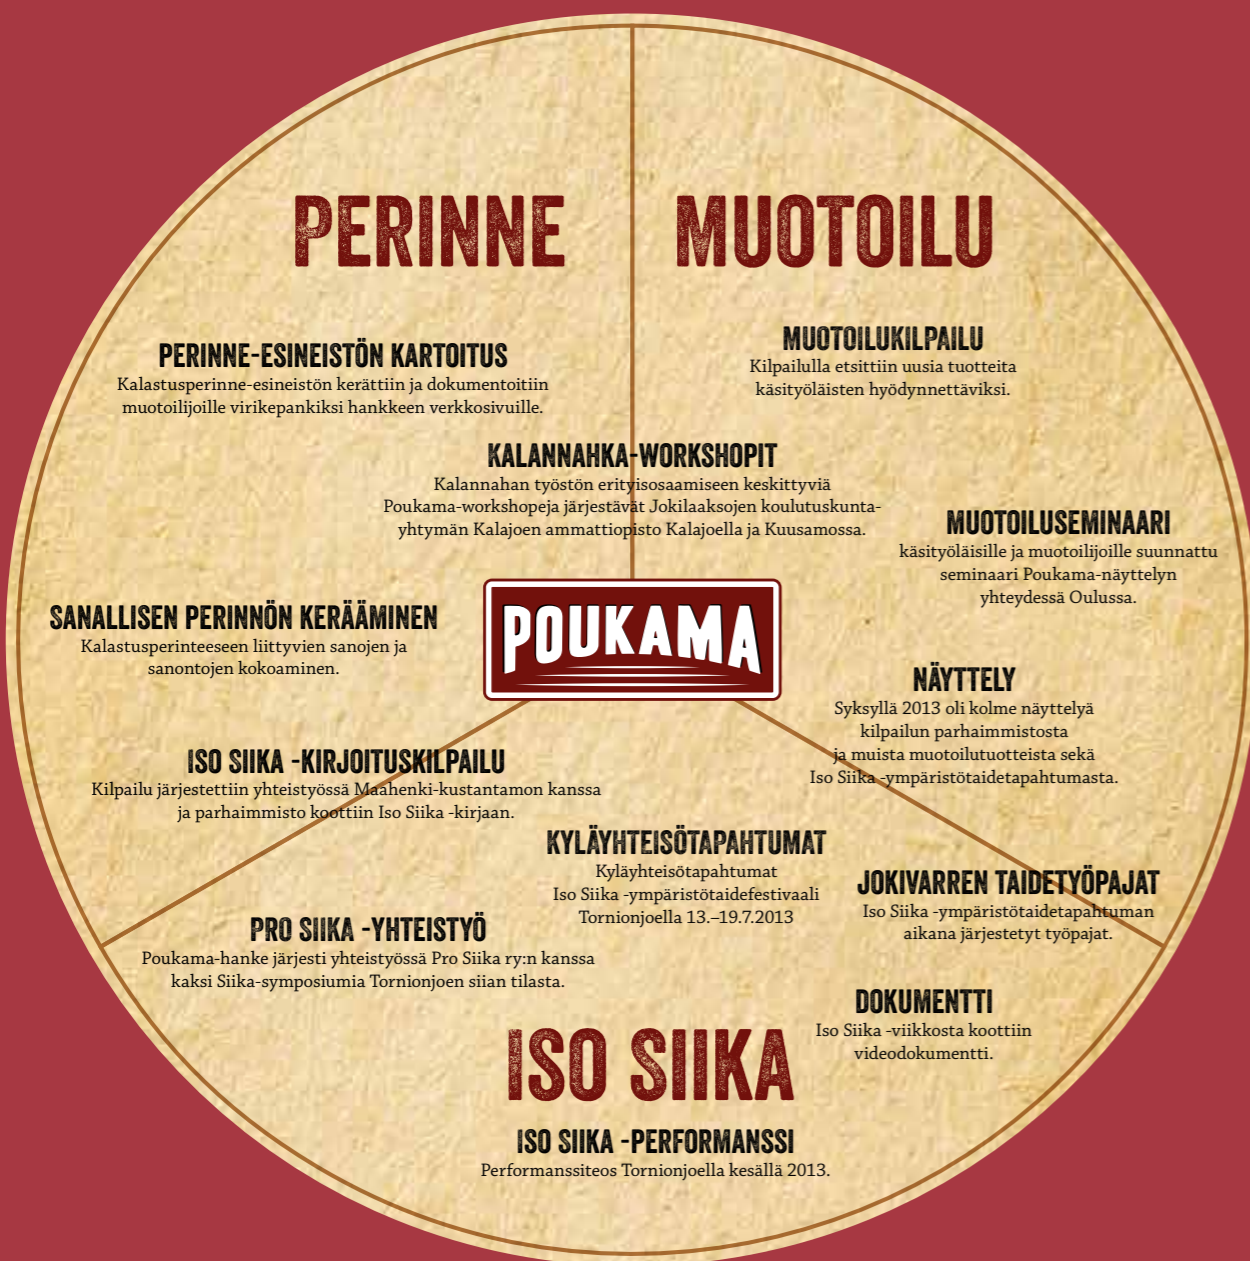 PERINNE
MUOTOILU
PERINNE-ESINEISTÖN KARTOITUS
Kalastusperinne-esineistön kerättiin ja dokumentoitiin
muotoilijoille virikepankiksi hankkeen verkkosivuille.
MUOTOILUKILPAILU
Kilpailulla etsittiin uusia tuotteita
käsityöläisten hyödynnettäviksi.
KALANNAHKA-WORKSHOPIT
Kalannahan työstön erityisosaamiseen keskittyviä
Poukama-workshopeja järjestävät Jokilaaksojen koulutuskunta-
yhtymän Kalajoen ammattiopisto Kalajoella ja Kuusamossa.
MUOTOILUSEMINAARI
käsityöläisille ja muotoilijoille suunnattu
seminaari Poukama-näyttelyn
yhteydessä Oulussa.
SANALLISEN PERINNÖN KERÄÄMINEN
Kalastusperinteeseen liittyvien sanojen ja
sanontojen kokoaminen.
POUKAMA
NÄYTTELY
Syksyllä 2013 oli kolme näyttelyä
kilpailun parhaimmistosta
ja muista muotoilutuotteista sekä
Iso Siika -ympäristötaidetapahtumasta.
ISO SIIKA -KIRJOITUSKILPAILU
Kilpailu järjestettiin yhteistyössä Maahenki-kustantamon kanssa
ja parhaimmisto koottiin Iso Siika -kirjaan.
KYLÄYHTEISÖTAPAHTUMAT
Kyläyhteisötapahtumat
Iso Siika -ympäristötaidefestivaali
Tornionjoella 13.–19.7.2013
JOKIVARREN TAIDETYÖPAJAT
Iso Siika -ympäristötaidetapahtuman
aikana järjestetyt työpajat.
PRO SIIKA -YHTEISTYÖ
Poukama-hanke järjesti yhteistyössä Pro Siika ry:n kanssa
kaksi Siika-symposiumia Tornionjoen siian tilasta.
DOKUMENTTI
Iso Siika -viikkosta koottiin
videodokumentti.
ISO SIIKA
ISO SIIKA -PERFORMANSSI
Performanssiteos Tornionjoella kesällä 2013.